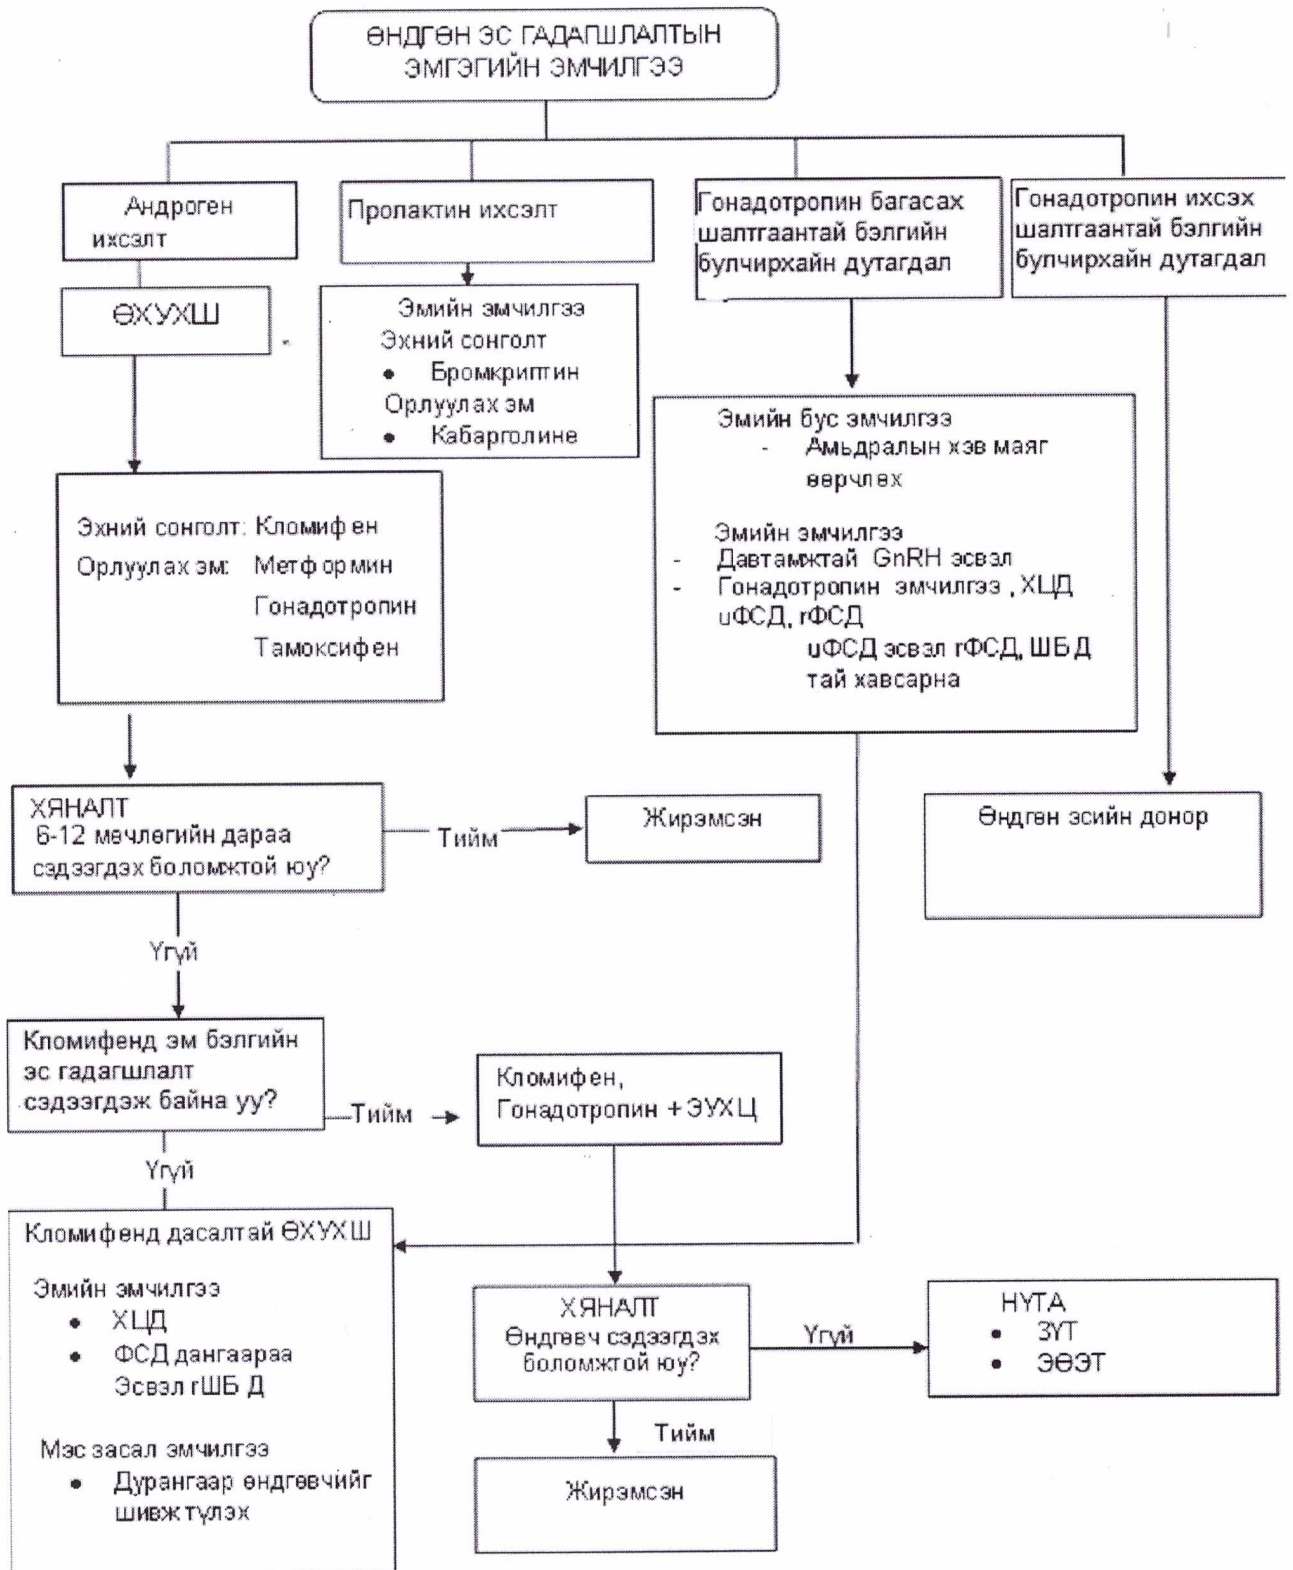 ӨНДГӨН ЭС ГАДАГШЛАЛТЫН
ЭМГЭГИЙН ЭМЧИЛГЭЭ
Андроген
ихсэлт
Пролактин ихсэлт
Гонадотропин багасах
шалтгаантай бэлгийн
булчирхайн дутагдал
Гонадотропин ихсэх
шалтгаантай бэлгийн
булчирхайн дутагдал
ӨХУХШ
Эмийн эмчилгээ
Эхний сонголт
• Бромкриптин
Орлуулах эм
• Кабарголине
Эмийн бус эмчилгээ
- Амьдралын хэв маяг
өөрчлөх
Эмийн эмчилгээ
- Давтамжтай GnRH эсвэл
- Гонадотропин эмчилгээ , ХЦД
uФСД, rФСД
uФСД эсвэл rФСД, ШБД
тай хавсарна
Эхний сонголт: Кломифен
Орлуулах эм: Метформин
Гонадотропин
Тамоксифен
ХЯНАЛТ
6-12 мөчлөгийн дараа
сэдээгдэх боломжтой юу?
Тийм
Жирэмсэн
Өндгөн эсийн донор
Үгүй
Кломифенд эм бэлгийн
эс гадагшлалт
сэдээгдэж байна уу?
Тийм
Кломифен,
Гонадотропин + ЭУХЦ
Үгүй
Кломифенд дасалтай ӨХУХШ
Эмийн эмчилгээ
• ХЦД
• ФСД дангаараа
Эсвэл rШБ Д
Мэс засал эмчилгээ
• Дурангаар өндгөвчийг
шивж түлэх
ХЯНАЛТ
Өндгөвч сэдээгдэх
боломжтой юу?
Үгүй
НҮТА
• ЗҮТ
• ЭӨЭТ
Тийм
Жирэмсэн